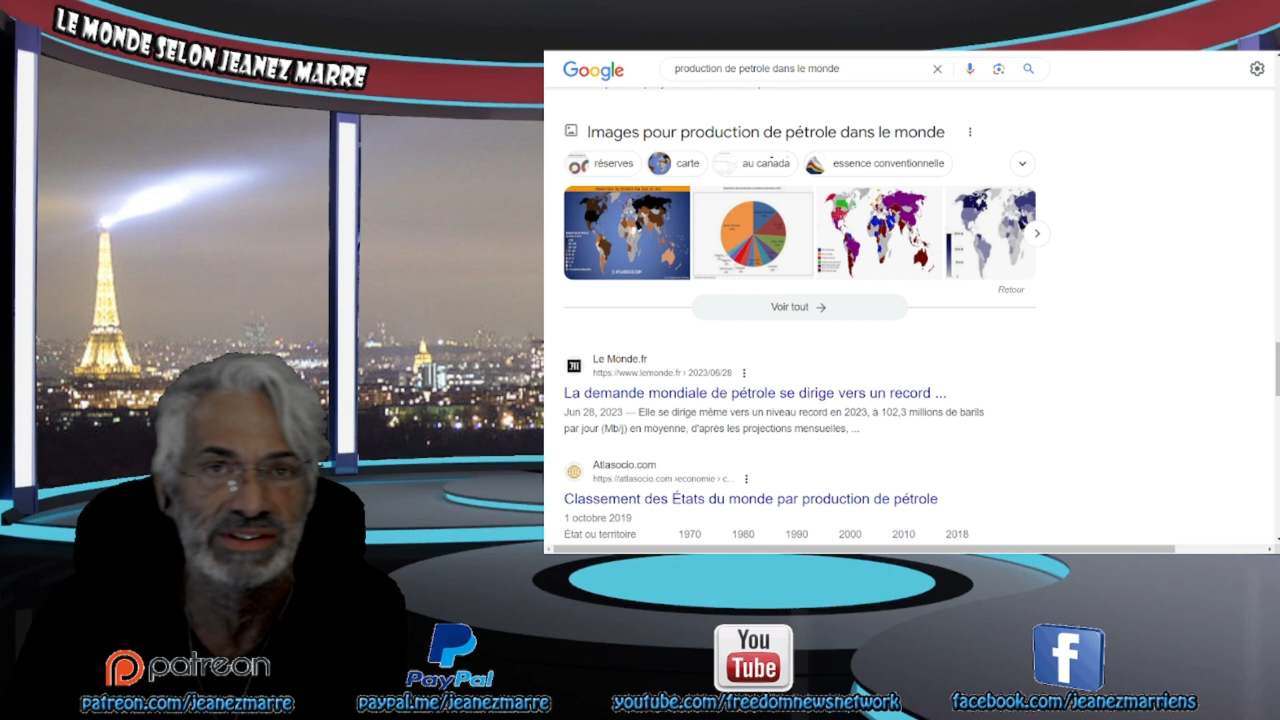 LE MONDE SELON JEANEZ MARRE
Google
production de petrole dans le monde
Images pour production de pétrole dans le monde
réserves
carte
au canada
essence conventionnelle
Retour
Voir tout
Le Monde.fr
https://www.lemonde.fr › 2023/06/28
La demande mondiale de pétrole se dirige vers un record ...
Jun 28, 2023 — Elle se dirige même vers un niveau record en 2023, à 102,3 millions de barils
par jour (Mb/j) en moyenne, d'après les projections mensuelles, ...
Atlasocio.com
https://atlasocio.com ›economie › c...
Classement des États du monde par production de pétrole
1 octobre 2019
État ou territoire 1970 1980 1990 2000 2010 2018
patreon
patreon.com/jeanezmarre
PayPal
paypal.me/jeanezmarre
You
Tube
youtube.com/freedomnewsnetwork
f
facebook.com/jeanezmarriens